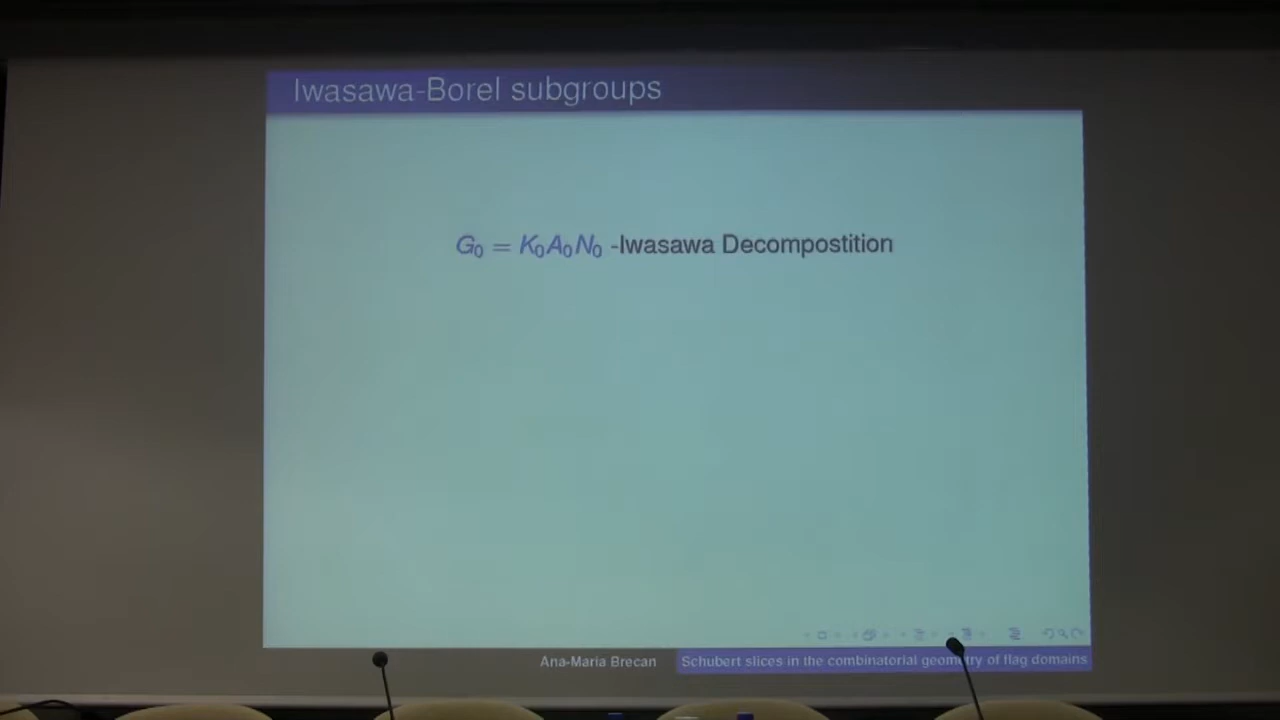 Iwasawa-Borel subgroups
G₀ = K₀A₀N₀ -Iwasawa Decompostition
Ana-Maria Brecan
Schubert slices in the combinatorial geometry of flag domains